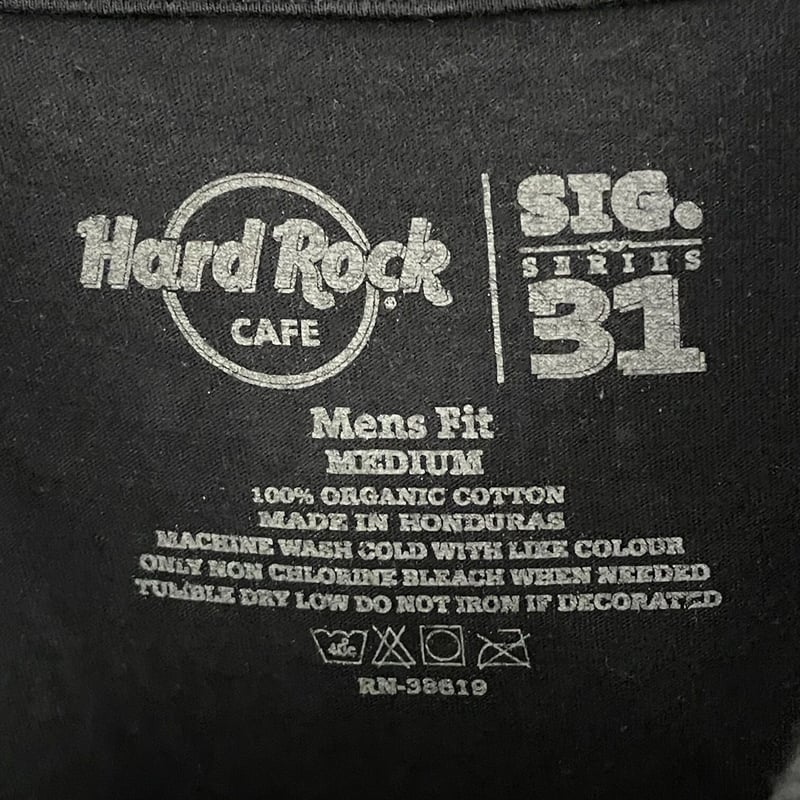 Hard Rock
CAFE
®
SIG.
SERIES
31
Mens Fit
MEDIUM
100% ORGANIC COTTON
MADE IN HONDURAS
MACHINE WASH COLD WITH LIKE COLOUR
ONLY NON CHLORINE BLEACH WHEN NEEDED
TUMBLE DRY LOW DO NOT IRON IF DECORATED
40c
RN-38619